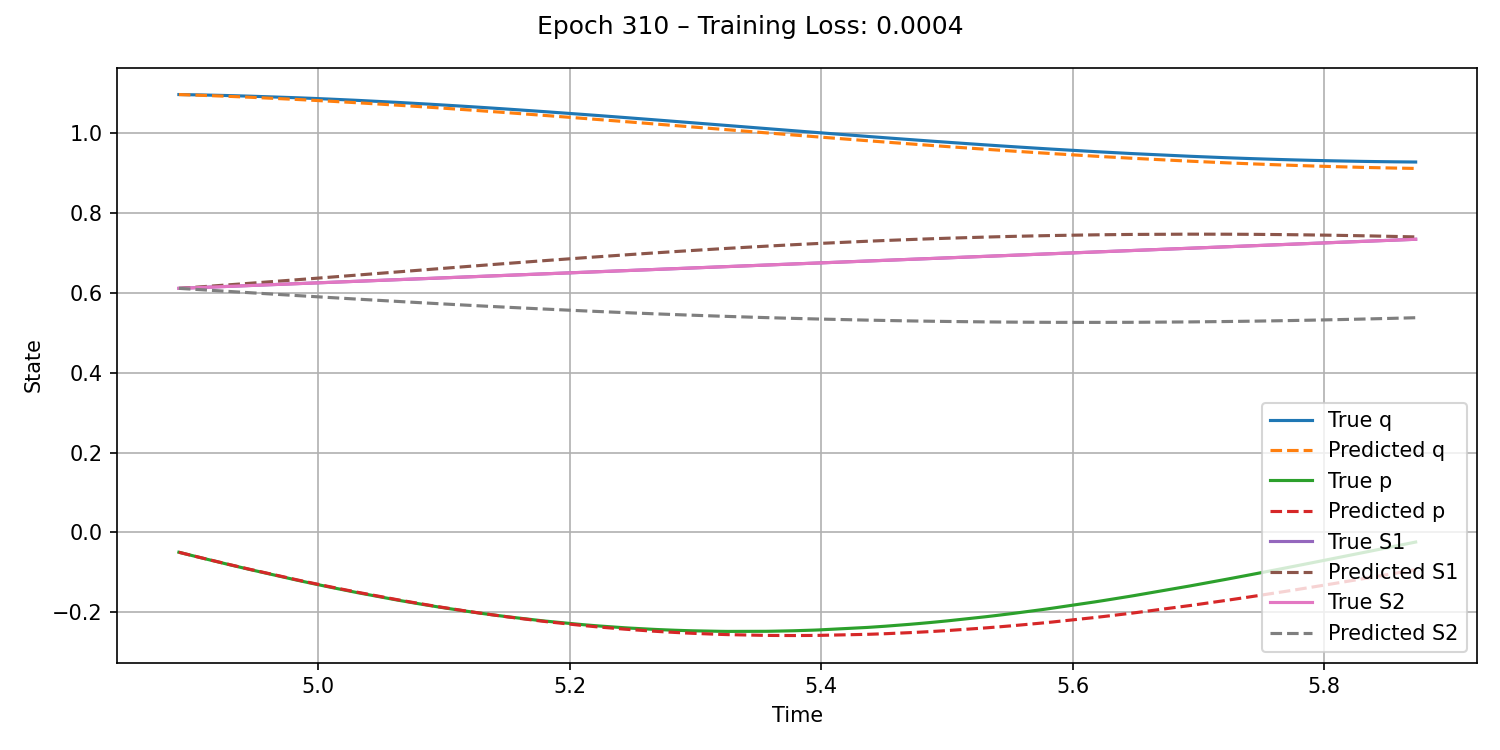 Epoch 310 – Training Loss: 0.0004
State
1.0
0.8
0.6
0.4
0.2
0.0
−0.2
True q
Predicted q
True p
Predicted p
True S1
Predicted S1
True S2
Predicted S2
5.0 5.2 5.4 5.6 5.8
Time